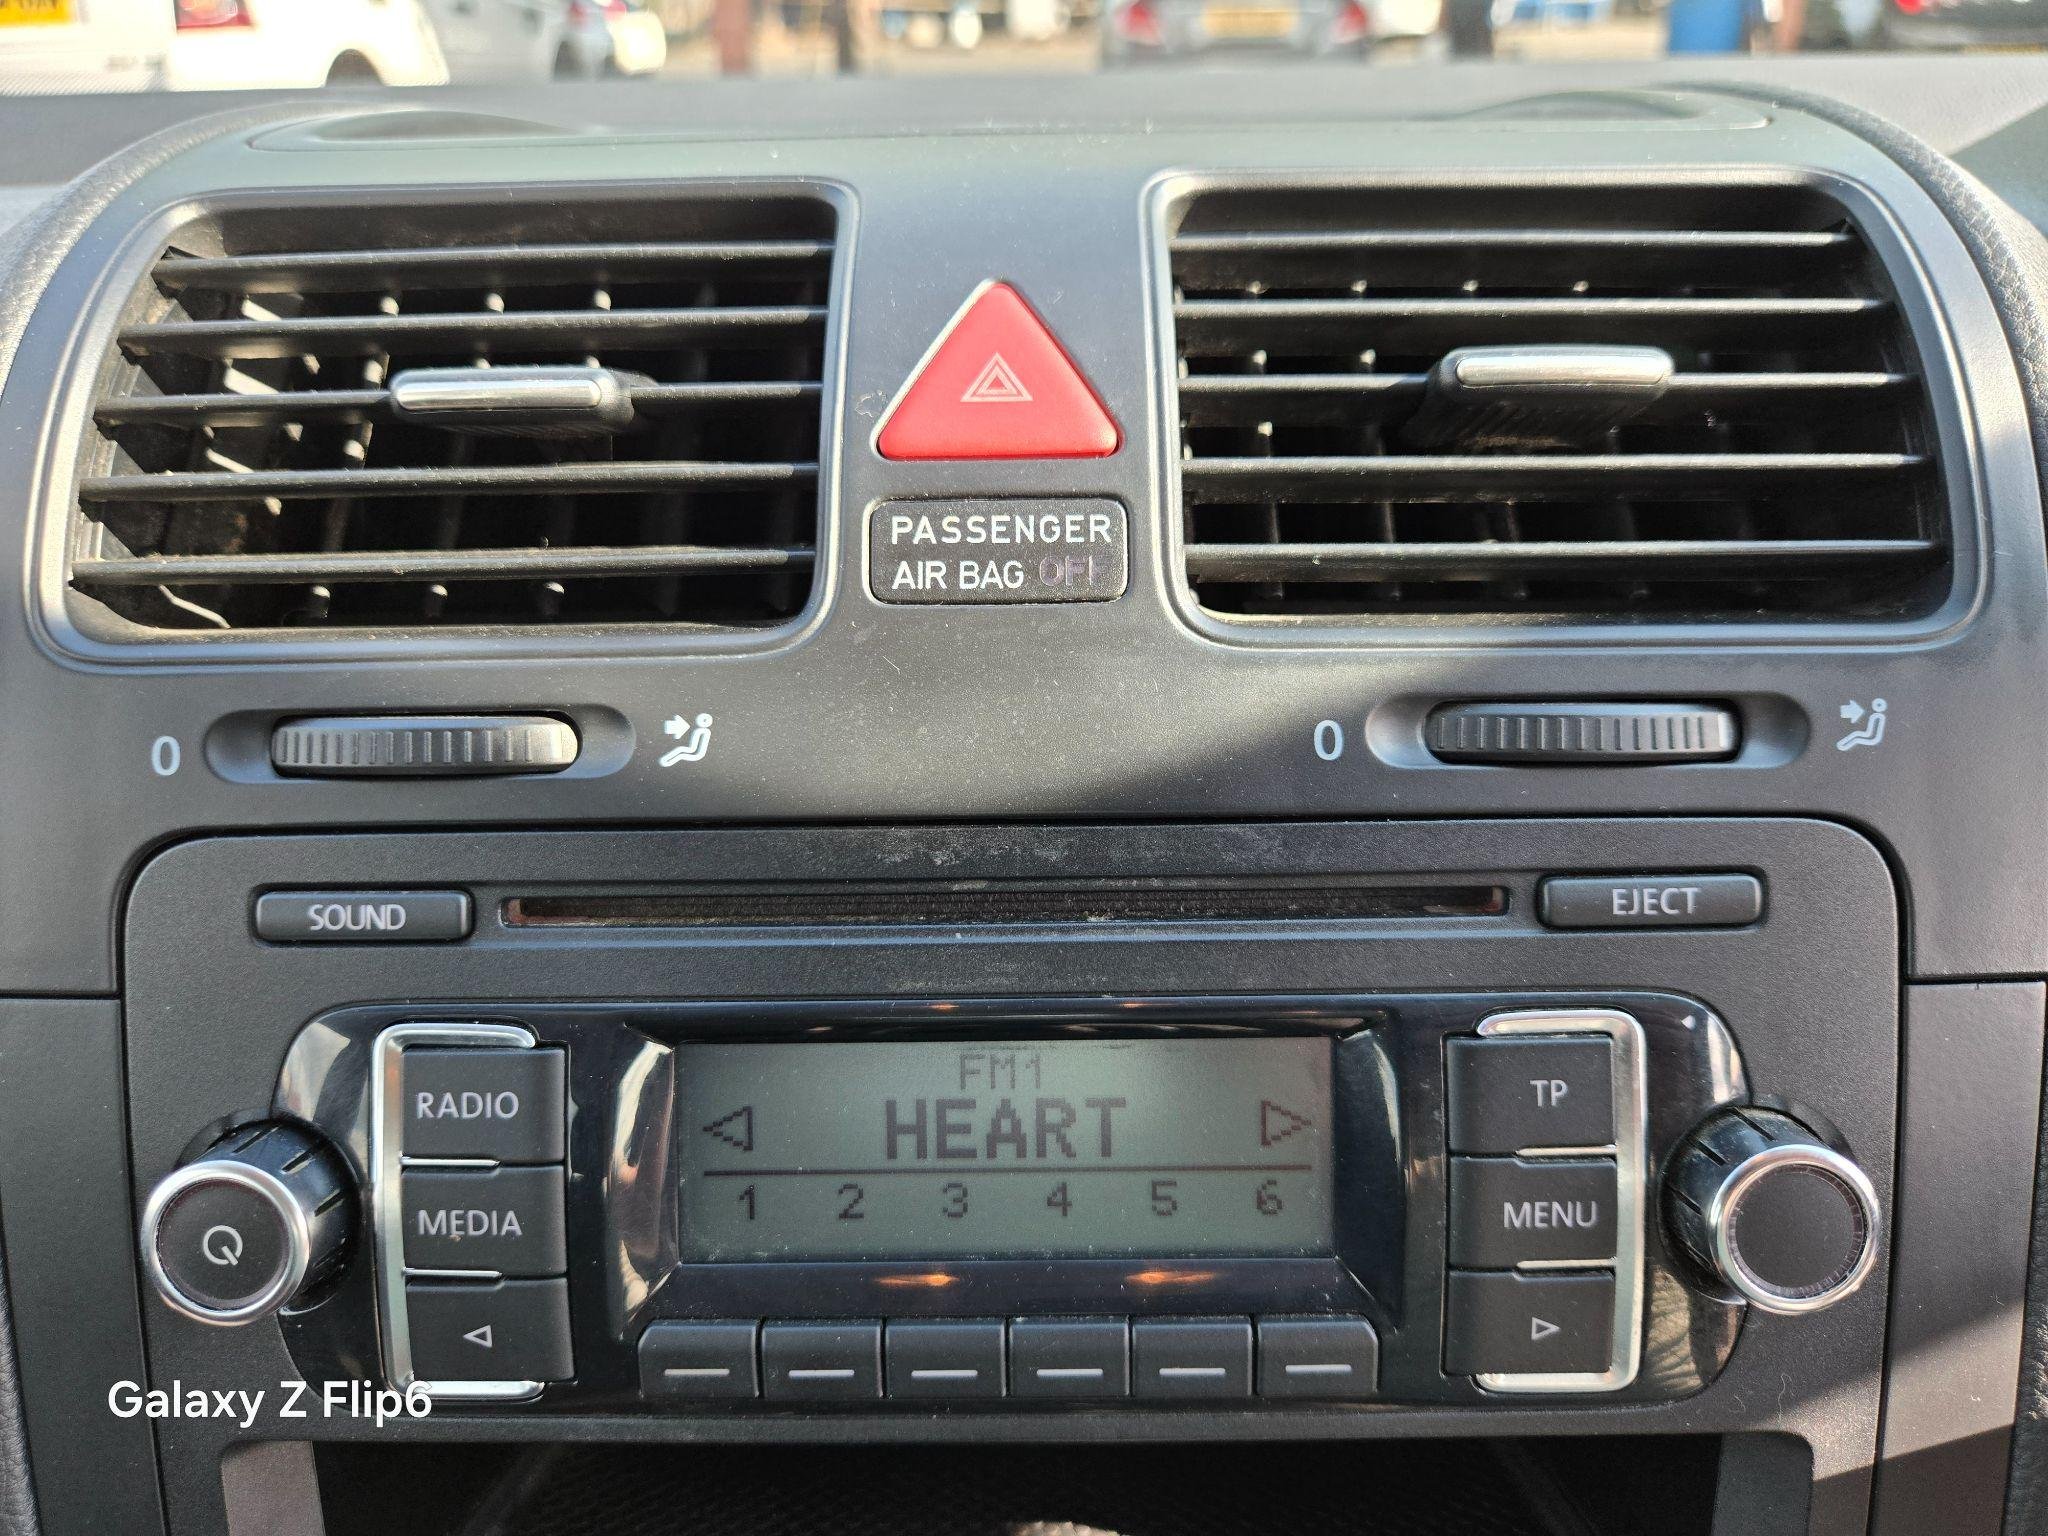 PASSENGER
AIR BAG OFF
0
0
SOUND
EJECT
RADIO
MEDIA
FM1
HEART
1 2 3 4 5 6
TP
MENU
Galaxy Z Flip6